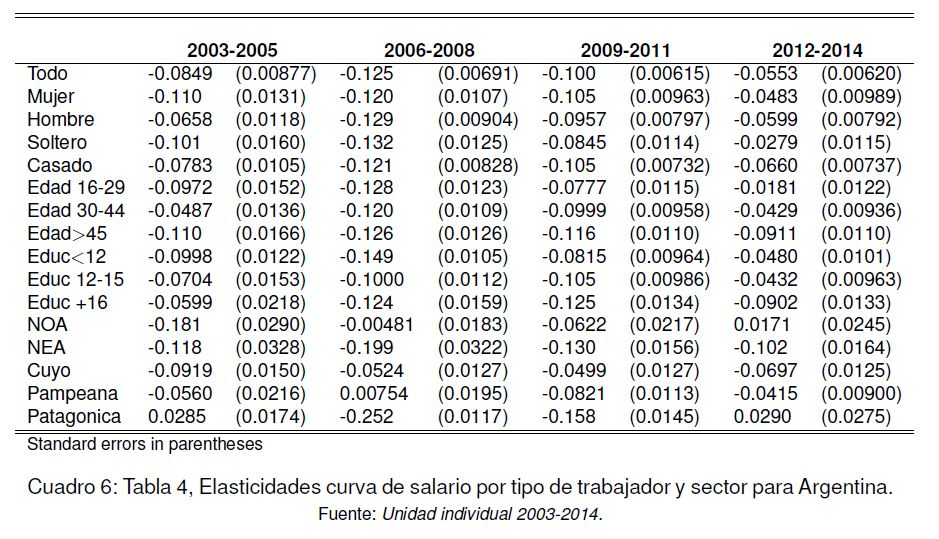 2003-2005 2006-2008 2009-2011 2012-2014
Todo -0.0849 (0.00877) -0.125 (0.00691) -0.100 (0.00615) -0.0553 (0.00620)
Mujer -0.110 (0.0131) -0.120 (0.0107) -0.105 (0.00963) -0.0483 (0.00989)
Hombre -0.0658 (0.0118) -0.129 (0.00904) -0.0957 (0.00797) -0.0599 (0.00792)
Soltero -0.101 (0.0160) -0.132 (0.0125) -0.0845 (0.0114) -0.0279 (0.0115)
Casado -0.0783 (0.0105) -0.121 (0.00828) -0.105 (0.00732) -0.0660 (0.00737)
Edad 16-29 -0.0972 (0.0152) -0.128 (0.0123) -0.0777 (0.0115) -0.0181 (0.0122)
Edad 30-44 -0.0487 (0.0136) -0.120 (0.0109) -0.0999 (0.00958) -0.0429 (0.00936)
Edad>45 -0.110 (0.0166) -0.126 (0.0126) -0.116 (0.0110) -0.0911 (0.0110)
Educ<12 -0.0998 (0.0122) -0.149 (0.0105) -0.0815 (0.00964) -0.0480 (0.0101)
Educ 12-15 -0.0704 (0.0153) -0.1000 (0.0112) -0.105 (0.00986) -0.0432 (0.00963)
Educ +16 -0.0599 (0.0218) -0.124 (0.0159) -0.125 (0.0134) -0.0902 (0.0133)
NOA -0.181 (0.0290) -0.00481 (0.0183) -0.0622 (0.0217) 0.0171 (0.0245)
NEA -0.118 (0.0328) -0.199 (0.0322) -0.130 (0.0156) -0.102 (0.0164)
Cuyo -0.0919 (0.0150) -0.0524 (0.0127) -0.0499 (0.0127) -0.0697 (0.0125)
Pampeana -0.0560 (0.0216) 0.00754 (0.0195) -0.0821 (0.0113) -0.0415 (0.00900)
Patagonica 0.0285 (0.0174) -0.252 (0.0117) -0.158 (0.0145) 0.0290 (0.0275)
Standard errors in parentheses
Cuadro 6: Tabla 4, Elasticidades curva de salario por tipo de trabajador y sector para Argentina.
Fuente: Unidad individual 2003-2014.